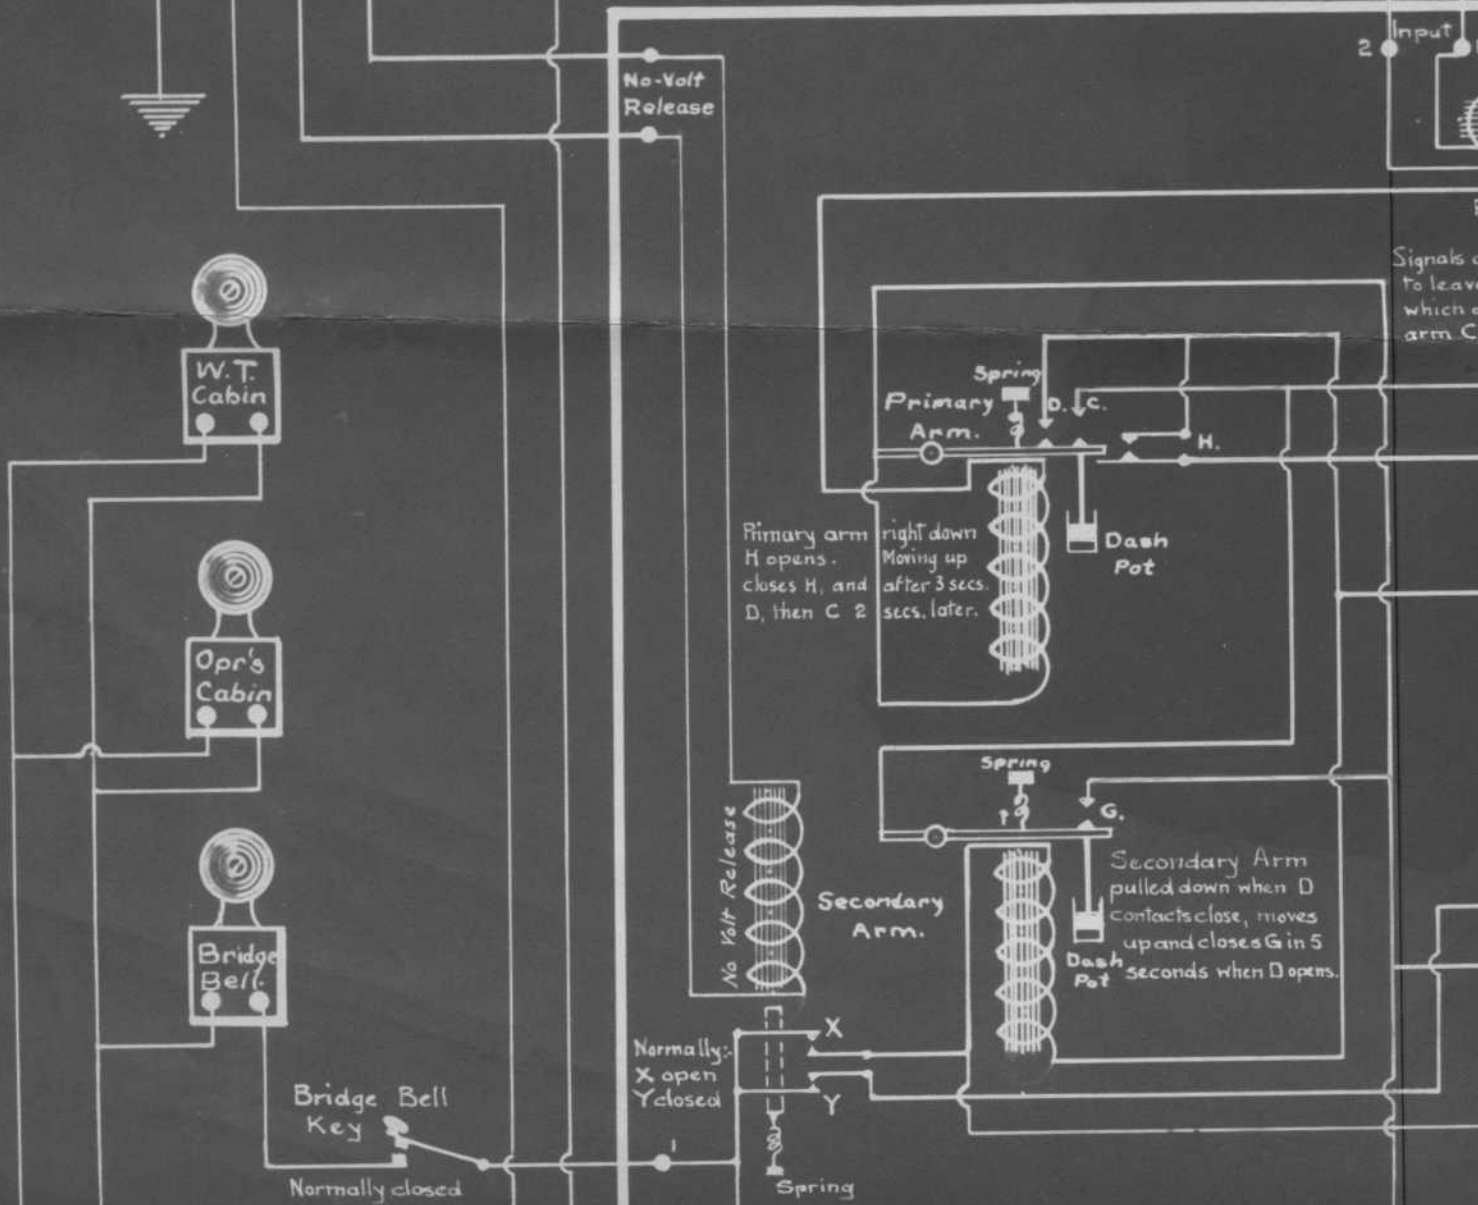 Input
2
No-Volt
Release
Signals
to leave
which
arm C
W.T.
Cabin
Spring
Primary
Arm.
D. C.
H.
Primary arm right down
H opens. Moving up
closes H, and after 3 secs.
D, then C 2 secs. later.
Dash
Pot
Opr's
Cabin
Spring
G.
No Volt Release
Secondary
Arm.
Secondary Arm
pulled down when D
contacts close, moves
up and closes G in 5
seconds when D opens.
Dash
Pot
Bridge
Bell.
Normally:-
X open
Y closed
X
Y
Bridge Bell
Key
Normally closed
1
Spring